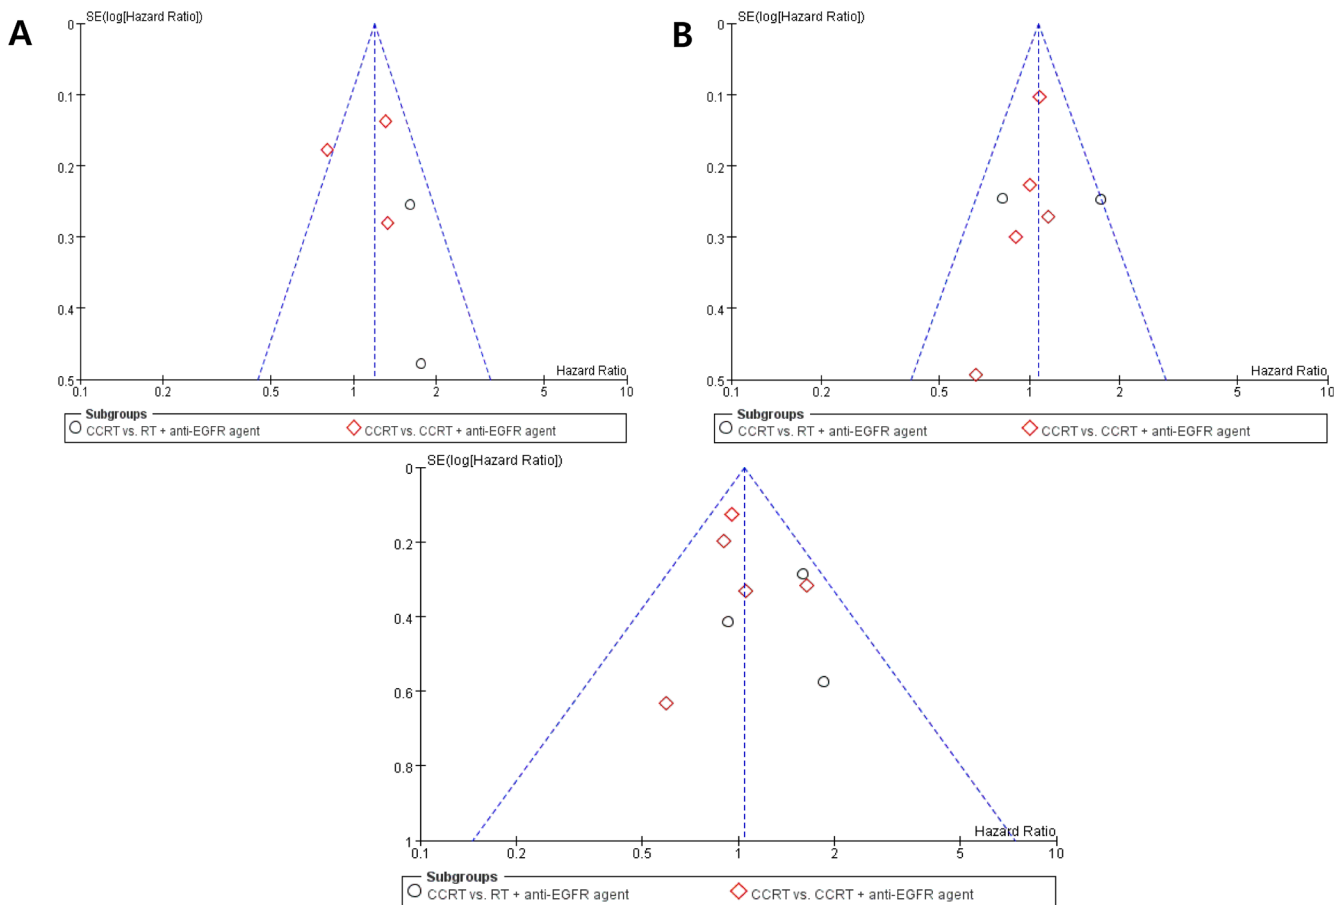 A
SE(log[Hazard Ratio])
0
0.1
0.2
0.3
0.4
0.5
Hazard Ratio
0.1 0.2 0.5 1 2 5 10
Subgroups
CCRT vs. RT + anti-EGFR agent CCRT vs. CCRT + anti-EGFR agent
B
SE(log[Hazard Ratio])
0
0.1
0.2
0.3
0.4
0.5
Hazard Ratio
0.1 0.2 0.5 1 2 5 10
Subgroups
CCRT vs. RT + anti-EGFR agent CCRT vs. CCRT + anti-EGFR agent
SE(log[Hazard Ratio])
0
0.2
0.4
0.6
0.8
1
Hazard Ratio
0.1 0.2 0.5 1 2 5 10
Subgroups
CCRT vs. RT + anti-EGFR agent CCRT vs. CCRT + anti-EGFR agent